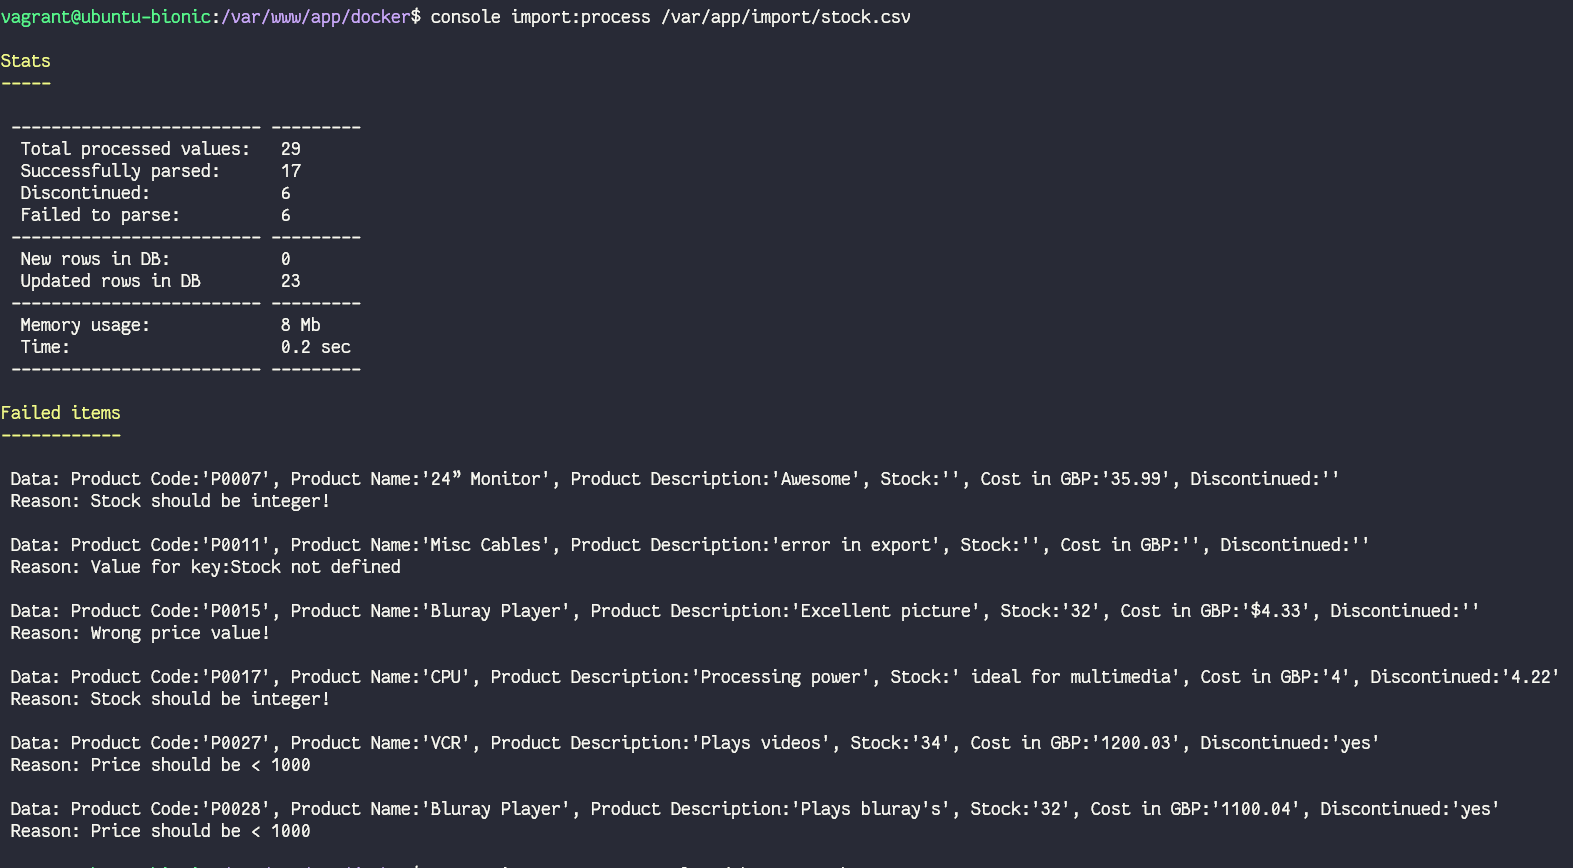 vagrant@ubuntu-bionic:/var/www/app/docker$ console import:process /var/app/import/stock.csv
Stats
-----
------------------------- ---------
Total processed values: 29
Successfully parsed: 17
Discontinued: 6
Failed to parse: 6
------------------------- ---------
New rows in DB: 0
Updated rows in DB 23
------------------------- ---------
Memory usage: 8 Mb
Time: 0.2 sec
------------------------- ---------
Failed items
------------
Data: Product Code:'P0007', Product Name:'24” Monitor', Product Description:'Awesome', Stock:'', Cost in GBP:'35.99', Discontinued:''
Reason: Stock should be integer!
Data: Product Code:'P0011', Product Name:'Misc Cables', Product Description:'error in export', Stock:'', Cost in GBP:'', Discontinued:''
Reason: Value for key:Stock not defined
Data: Product Code:'P0015', Product Name:'Bluray Player', Product Description:'Excellent picture', Stock:'32', Cost in GBP:'$4.33', Discontinued:''
Reason: Wrong price value!
Data: Product Code:'P0017', Product Name:'CPU', Product Description:'Processing power', Stock:' ideal for multimedia', Cost in GBP:'4', Discontinued:'4.22'
Reason: Stock should be integer!
Data: Product Code:'P0027', Product Name:'VCR', Product Description:'Plays videos', Stock:'34', Cost in GBP:'1200.03', Discontinued:'yes'
Reason: Price should be < 1000
Data: Product Code:'P0028', Product Name:'Bluray Player', Product Description:'Plays bluray's', Stock:'32', Cost in GBP:'1100.04', Discontinued:'yes'
Reason: Price should be < 1000